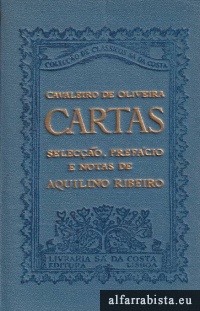 COLECÇÃO DE CLÁSSICOS SÁ DA COSTA
CAVALEIRO DE OLIVEIRA
CARTAS
SELECÇÃO, PREFÁCIO
E NOTAS DE
AQUILINO RIBEIRO
LIVRARIA SÁ DA COSTA
EDITORA LISBOA
alfarrabista.eu